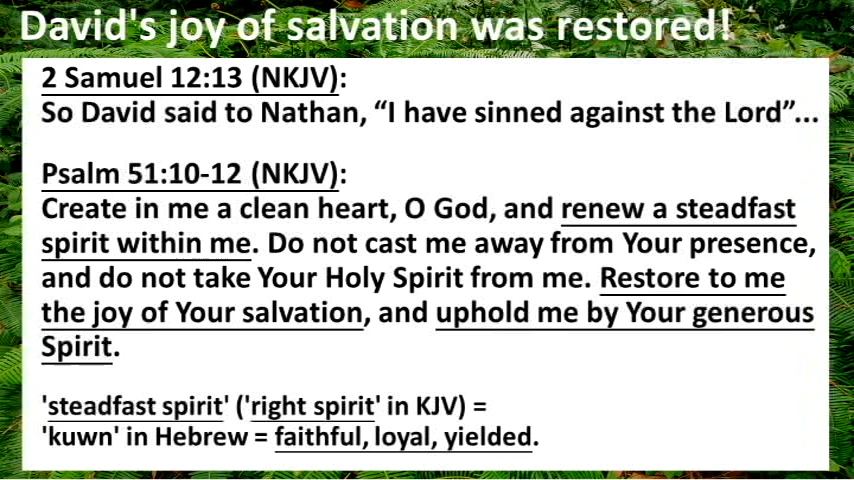 David's joy of salvation was restored!
2 Samuel 12:13 (NKJV):
So David said to Nathan, “I have sinned against the Lord”...
Psalm 51:10-12 (NKJV):
Create in me a clean heart, O God, and renew a steadfast
spirit within me. Do not cast me away from Your presence,
and do not take Your Holy Spirit from me. Restore to me
the joy of Your salvation, and uphold me by Your generous
Spirit.
'steadfast spirit' ('right spirit' in KJV) =
'kuwn' in Hebrew = faithful, loyal, yielded.